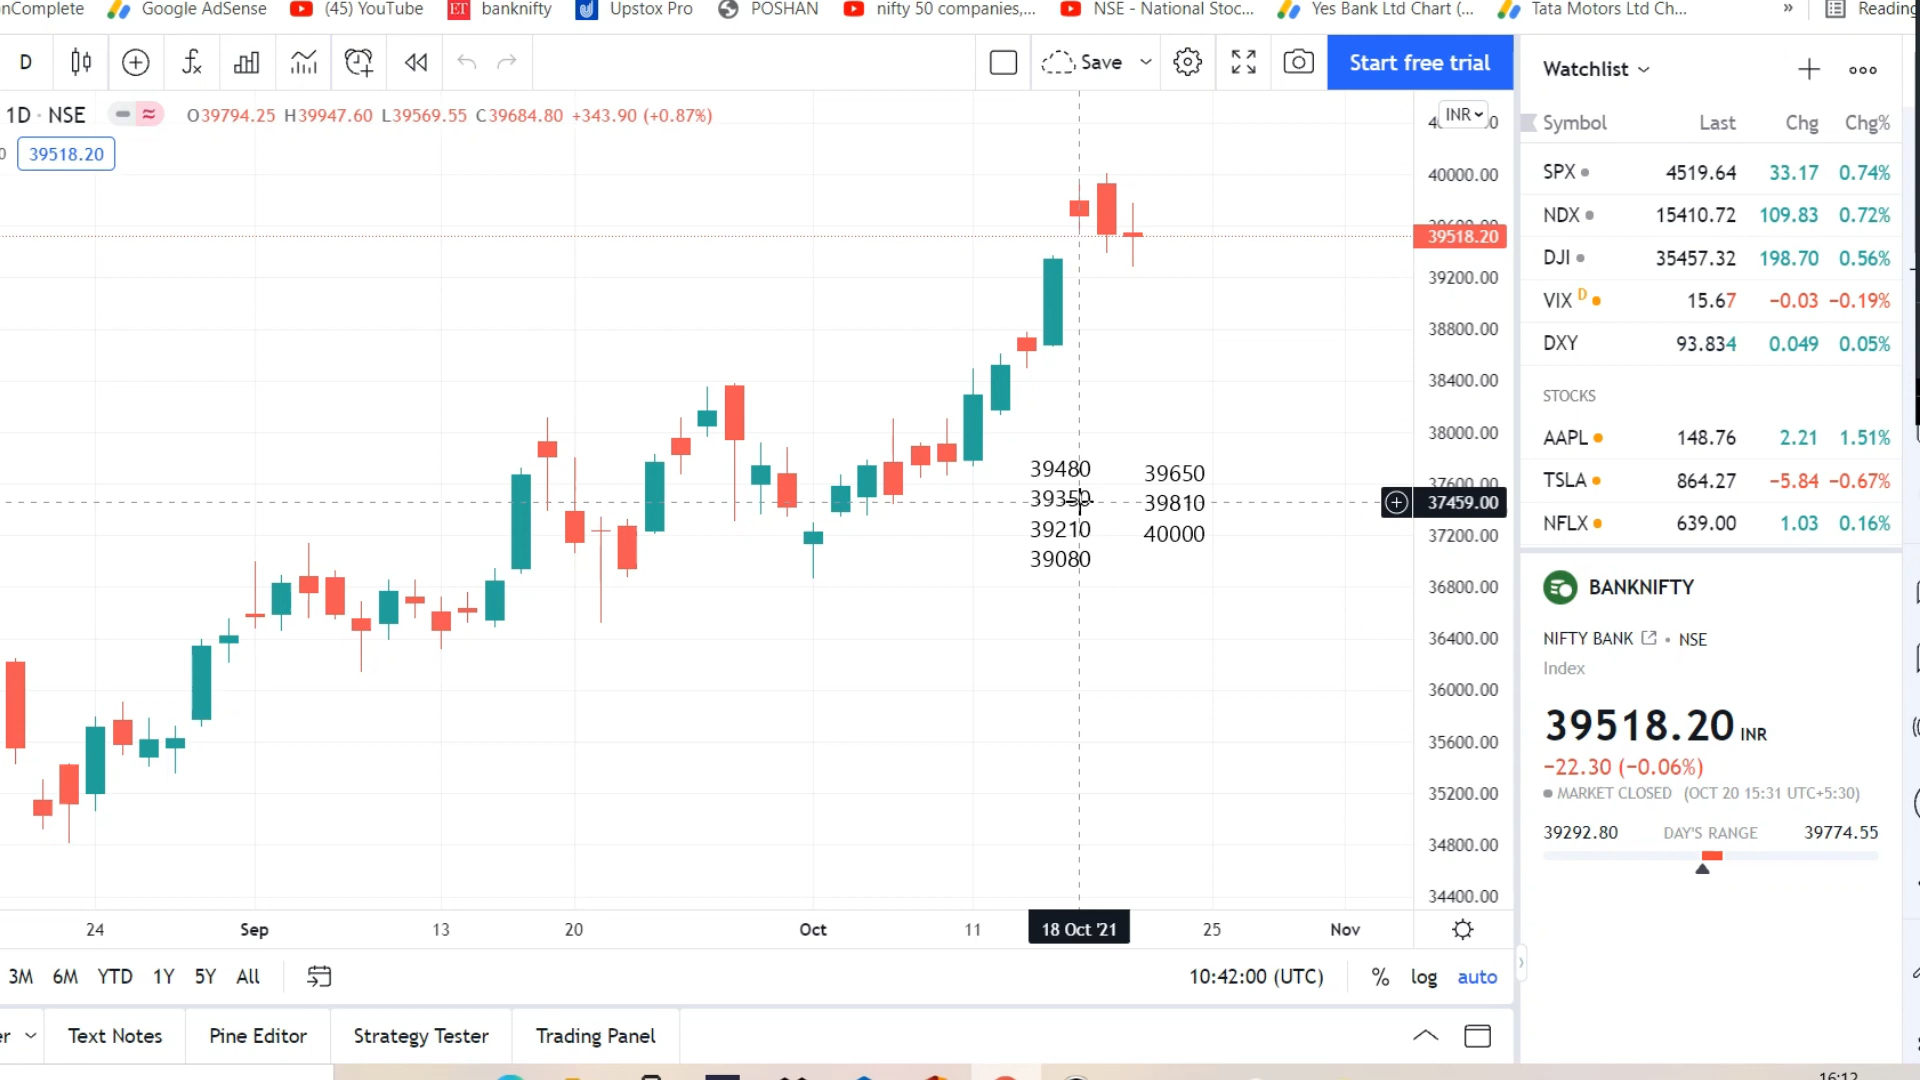 nComplete Google AdSense (45) YouTube ET banknifty Upstox Pro POSHAN nifty 50 companies,... NSE - National Stoc... Yes Bank Ltd Chart (... Tata Motors Ltd Ch... » Reading
D Save Start free trial Watchlist
1D · NSE O39794.25 H39947.60 L39569.55 C39684.80 +343.90 (+0.87%) INR
0 39518.20
Symbol Last Chg Chg%
SPX 4519.64 33.17 0.74%
NDX 15410.72 109.83 0.72%
DJI 35457.32 198.70 0.56%
VIX D 15.67 −0.03 −0.19%
DXY 93.834 0.049 0.05%
STOCKS
AAPL 148.76 2.21 1.51%
TSLA 864.27 −5.84 −0.67%
NFLX 639.00 1.03 0.16%
40000.00
39518.20
39200.00
38800.00
38400.00
38000.00
37600.00
37459.00
37200.00
36800.00
36400.00
36000.00
35600.00
35200.00
34800.00
34400.00
39480 39650
39350 39810
39210 40000
39080
BANKNIFTY
NIFTY BANK • NSE
Index
39518.20 INR
−22.30 (−0.06%)
MARKET CLOSED (OCT 20 15:31 UTC+5:30)
39292.80 DAY'S RANGE 39774.55
24 Sep 13 20 Oct 11 18 Oct '21 25 Nov
3M 6M YTD 1Y 5Y All 10:42:00 (UTC) % log auto
er Text Notes Pine Editor Strategy Tester Trading Panel
16:12